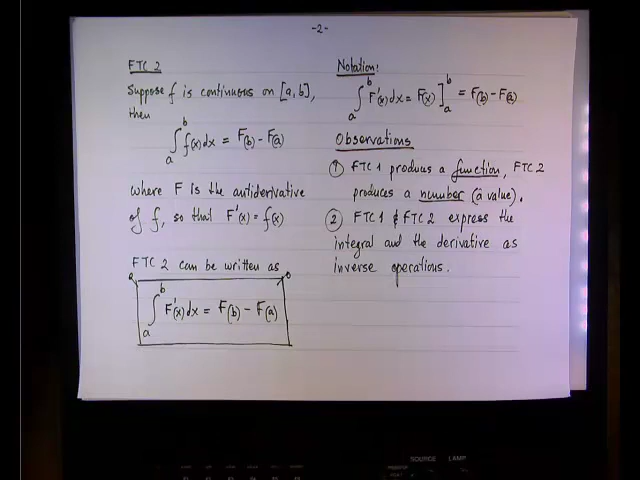 -2-
FTC 2
Suppose f is continuous on [a,b],
then
∫ₐᵇ f(x)dx = F(b) - F(a)
where F is the antiderivative
of f, so that F'(x) = f(x)
FTC 2 can be written as
∫ₐᵇ F'(x)dx = F(b) - F(a)
Notation:
∫ₐᵇ F'(x)dx = F(x)]ₐᵇ = F(b) - F(a)
Observations
① FTC 1 produces a function, FTC 2
produces a number (a value).
② FTC 1 & FTC 2 express the
integral and the derivative as
inverse operations.
SOURCE LAMP